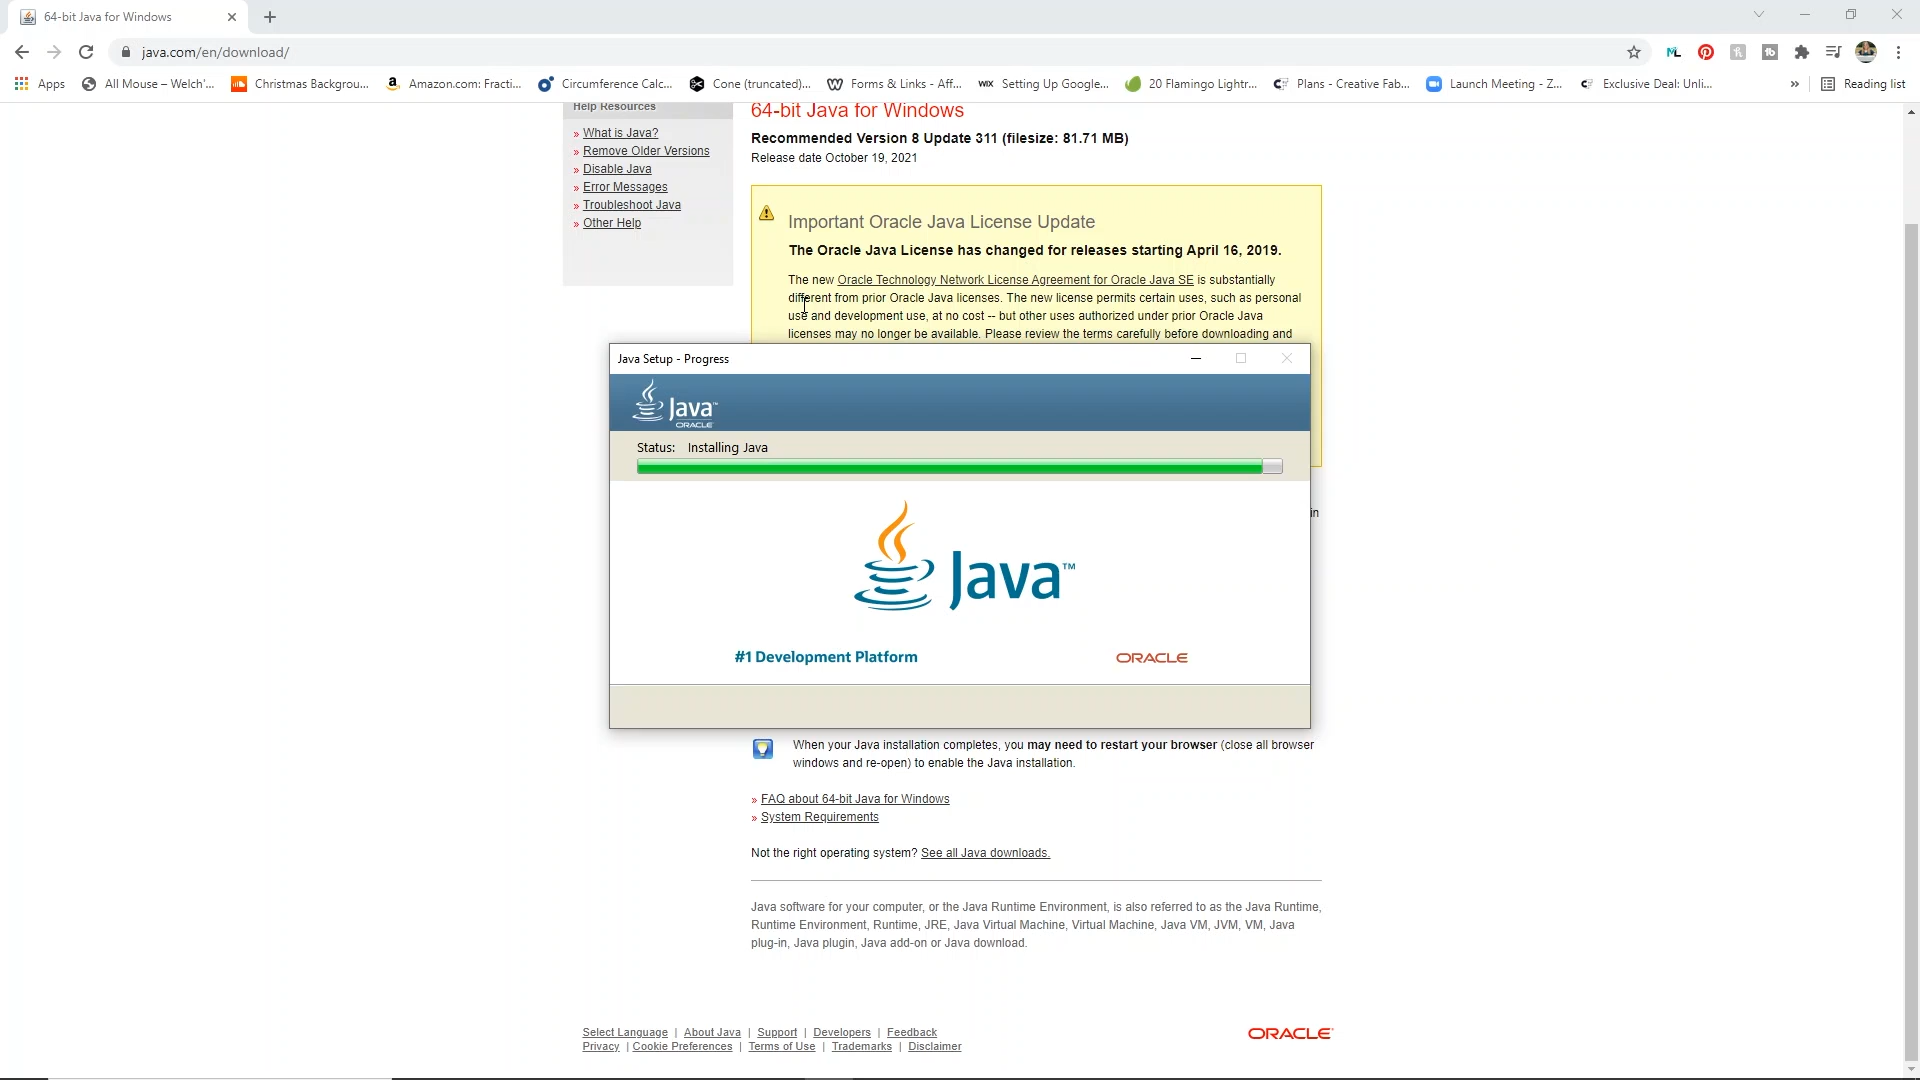 64-bit Java for Windows
java.com/en/download/
Apps
All Mouse – Welch'...
Christmas Backgrou...
Amazon.com: Fracti...
Circumference Calc...
Cone (truncated)...
Forms & Links - Aff...
WiX Setting Up Google...
20 Flamingo Lightr...
Plans - Creative Fab...
Launch Meeting - Z...
Exclusive Deal: Unli...
»
Reading list
Help Resources
» What is Java?
» Remove Older Versions
» Disable Java
» Error Messages
» Troubleshoot Java
» Other Help
64-bit Java for Windows
Recommended Version 8 Update 311 (filesize: 81.71 MB)
Release date October 19, 2021
Important Oracle Java License Update
The Oracle Java License has changed for releases starting April 16, 2019.
The new Oracle Technology Network License Agreement for Oracle Java SE is substantially
different from prior Oracle Java licenses. The new license permits certain uses, such as personal
use and development use, at no cost -- but other uses authorized under prior Oracle Java
licenses may no longer be available. Please review the terms carefully before downloading and
Java Setup - Progress
Java™
ORACLE
Status: Installing Java
in
Java™
#1 Development Platform
ORACLE
When your Java installation completes, you may need to restart your browser (close all browser
windows and re-open) to enable the Java installation.
» FAQ about 64-bit Java for Windows
» System Requirements
Not the right operating system? See all Java downloads.
Java software for your computer, or the Java Runtime Environment, is also referred to as the Java Runtime,
Runtime Environment, Runtime, JRE, Java Virtual Machine, Virtual Machine, Java VM, JVM, VM, Java
plug-in, Java plugin, Java add-on or Java download.
Select Language | About Java | Support | Developers | Feedback
Privacy | Cookie Preferences | Terms of Use | Trademarks | Disclaimer
ORACLE